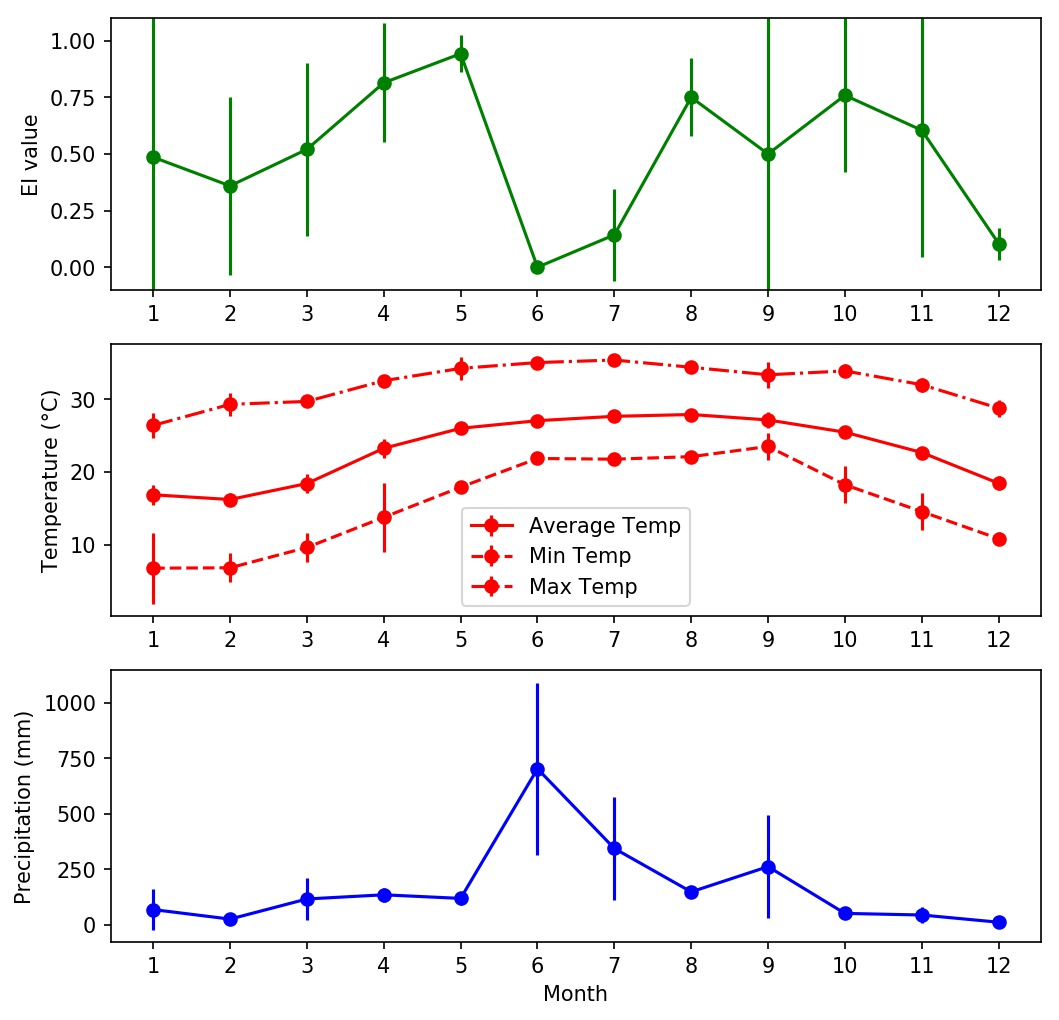 EI value
1.00
0.75
0.50
0.25
0.00
1 2 3 4 5 6 7 8 9 10 11 12
Temperature (°C)
30
20
10
Average Temp
Min Temp
Max Temp
1 2 3 4 5 6 7 8 9 10 11 12
Precipitation (mm)
1000
750
500
250
0
1 2 3 4 5 6 7 8 9 10 11 12
Month